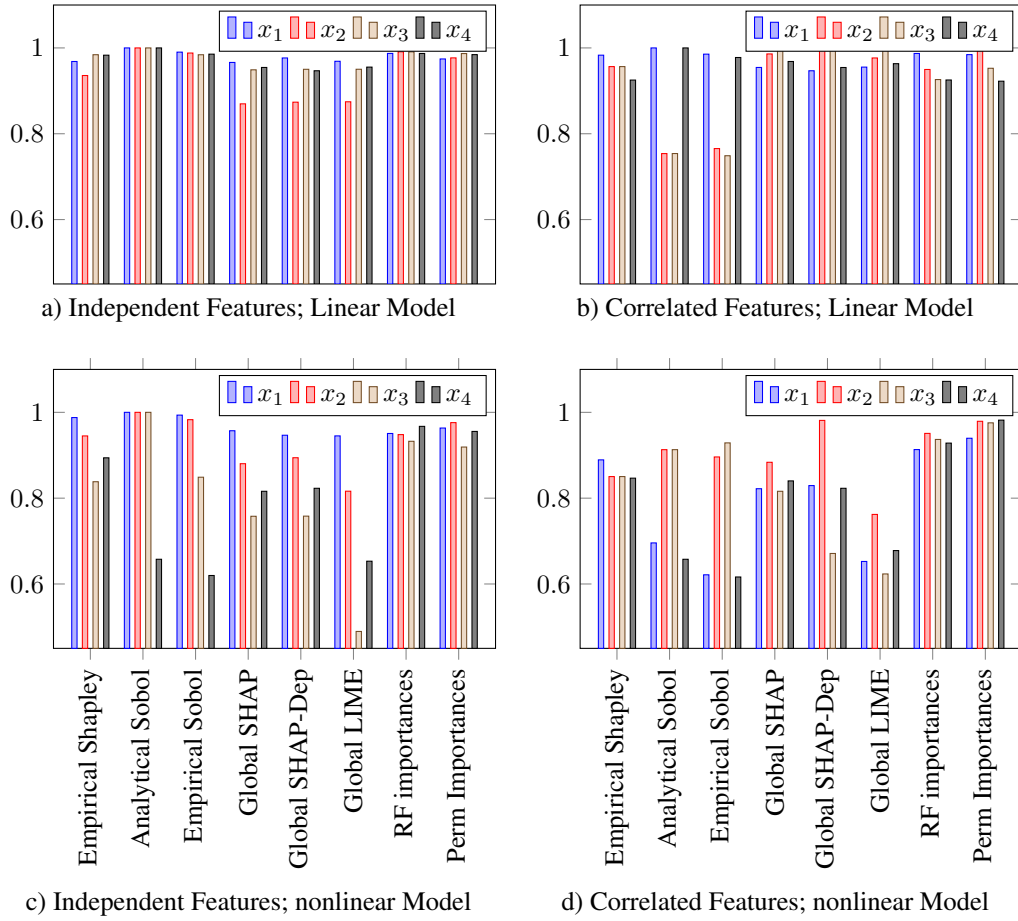 x1 x2 x3 x4
1
0.8
0.6
a) Independent Features; Linear Model
x1 x2 x3 x4
1
0.8
0.6
b) Correlated Features; Linear Model
x1 x2 x3 x4
1
0.8
0.6
Empirical Shapley
Analytical Sobol
Empirical Sobol
Global SHAP
Global SHAP-Dep
Global LIME
RF importances
Perm Importances
c) Independent Features; nonlinear Model
x1 x2 x3 x4
1
0.8
0.6
Empirical Shapley
Analytical Sobol
Empirical Sobol
Global SHAP
Global SHAP-Dep
Global LIME
RF importances
Perm Importances
d) Correlated Features; nonlinear Model